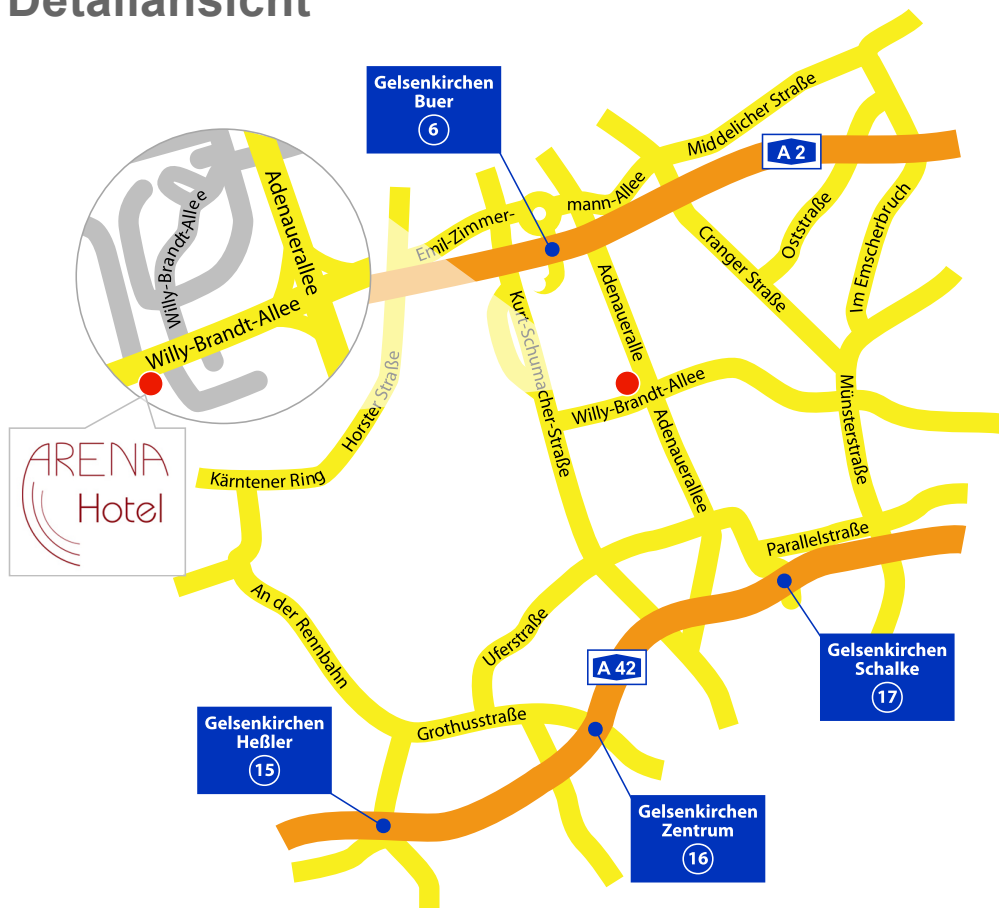 Detailansicht
Gelsenkirchen
Buer
6
A 2
Middelicher Straße
mann-Allee
Emil-Zimmer-
Oststraße
Im Emscherbruch
Cranger Straße
Adenauerallee
Willy-Brandt-Allee
Willy-Brandt-Allee
Adenaueralle
Kurt-Schumacher-Straße
Horster Straße
Willy-Brandt-Allee
Adenauerallee
Münsterstraße
ARENA
Hotel
Kärntener Ring
Parallelstraße
An der Rennbahn
Uferstraße
A 42
Gelsenkirchen
Schalke
17
Grothusstraße
Gelsenkirchen
Heßler
15
Gelsenkirchen
Zentrum
16